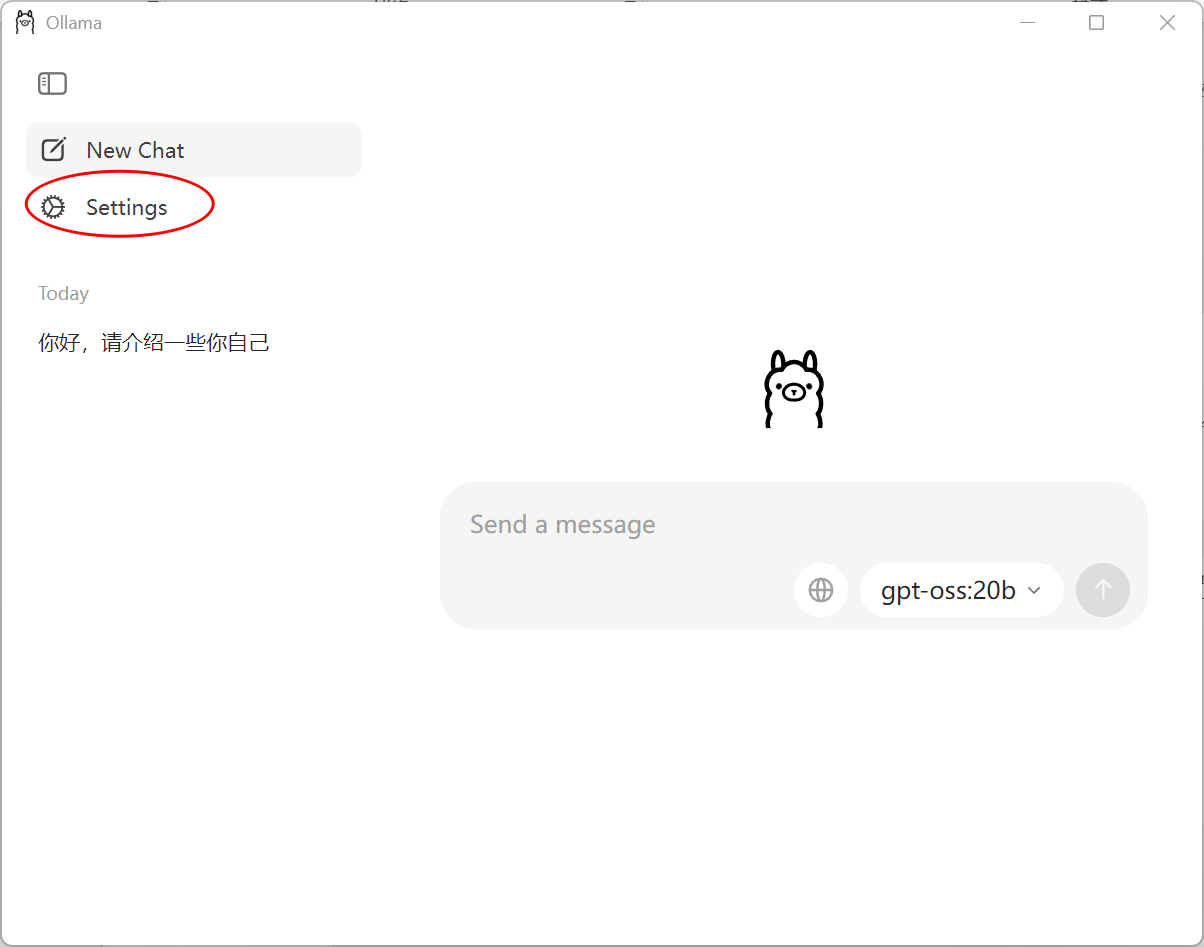 Ollama
New Chat
Settings
Today
你好，请介绍一些你自己
Send a message
gpt-oss:20b